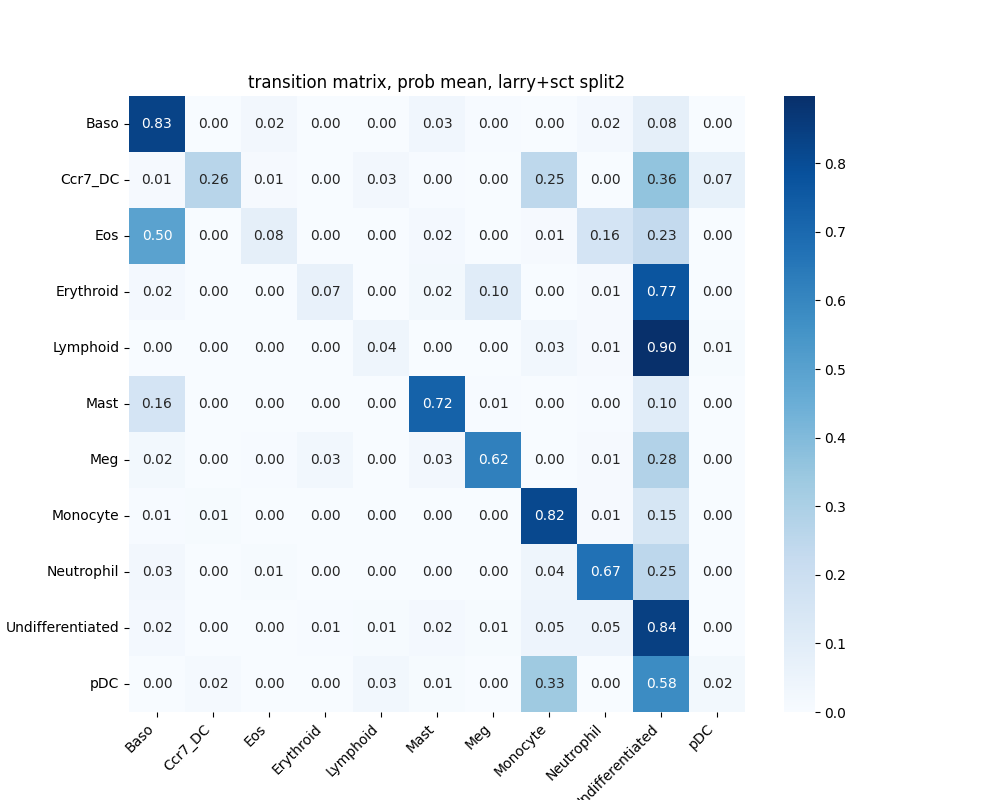 transition matrix, prob mean, larry+sct split2
Baso 0.83 0.00 0.02 0.00 0.00 0.03 0.00 0.00 0.02 0.08 0.00
Ccr7_DC 0.01 0.26 0.01 0.00 0.03 0.00 0.00 0.25 0.00 0.36 0.07
Eos 0.50 0.00 0.08 0.00 0.00 0.02 0.00 0.01 0.16 0.23 0.00
Erythroid 0.02 0.00 0.00 0.07 0.00 0.02 0.10 0.00 0.01 0.77 0.00
Lymphoid 0.00 0.00 0.00 0.00 0.04 0.00 0.00 0.03 0.01 0.90 0.01
Mast 0.16 0.00 0.00 0.00 0.00 0.72 0.01 0.00 0.00 0.10 0.00
Meg 0.02 0.00 0.00 0.03 0.00 0.03 0.62 0.00 0.01 0.28 0.00
Monocyte 0.01 0.01 0.00 0.00 0.00 0.00 0.00 0.82 0.01 0.15 0.00
Neutrophil 0.03 0.00 0.01 0.00 0.00 0.00 0.00 0.04 0.67 0.25 0.00
Undifferentiated 0.02 0.00 0.00 0.01 0.01 0.02 0.01 0.05 0.05 0.84 0.00
pDC 0.00 0.02 0.00 0.00 0.03 0.01 0.00 0.33 0.00 0.58 0.02
Baso Ccr7_DC Eos Erythroid Lymphoid Mast Meg Monocyte Neutrophil ndifferentiated pDC
0.8
0.7
0.6
0.5
0.4
0.3
0.2
0.1
0.0